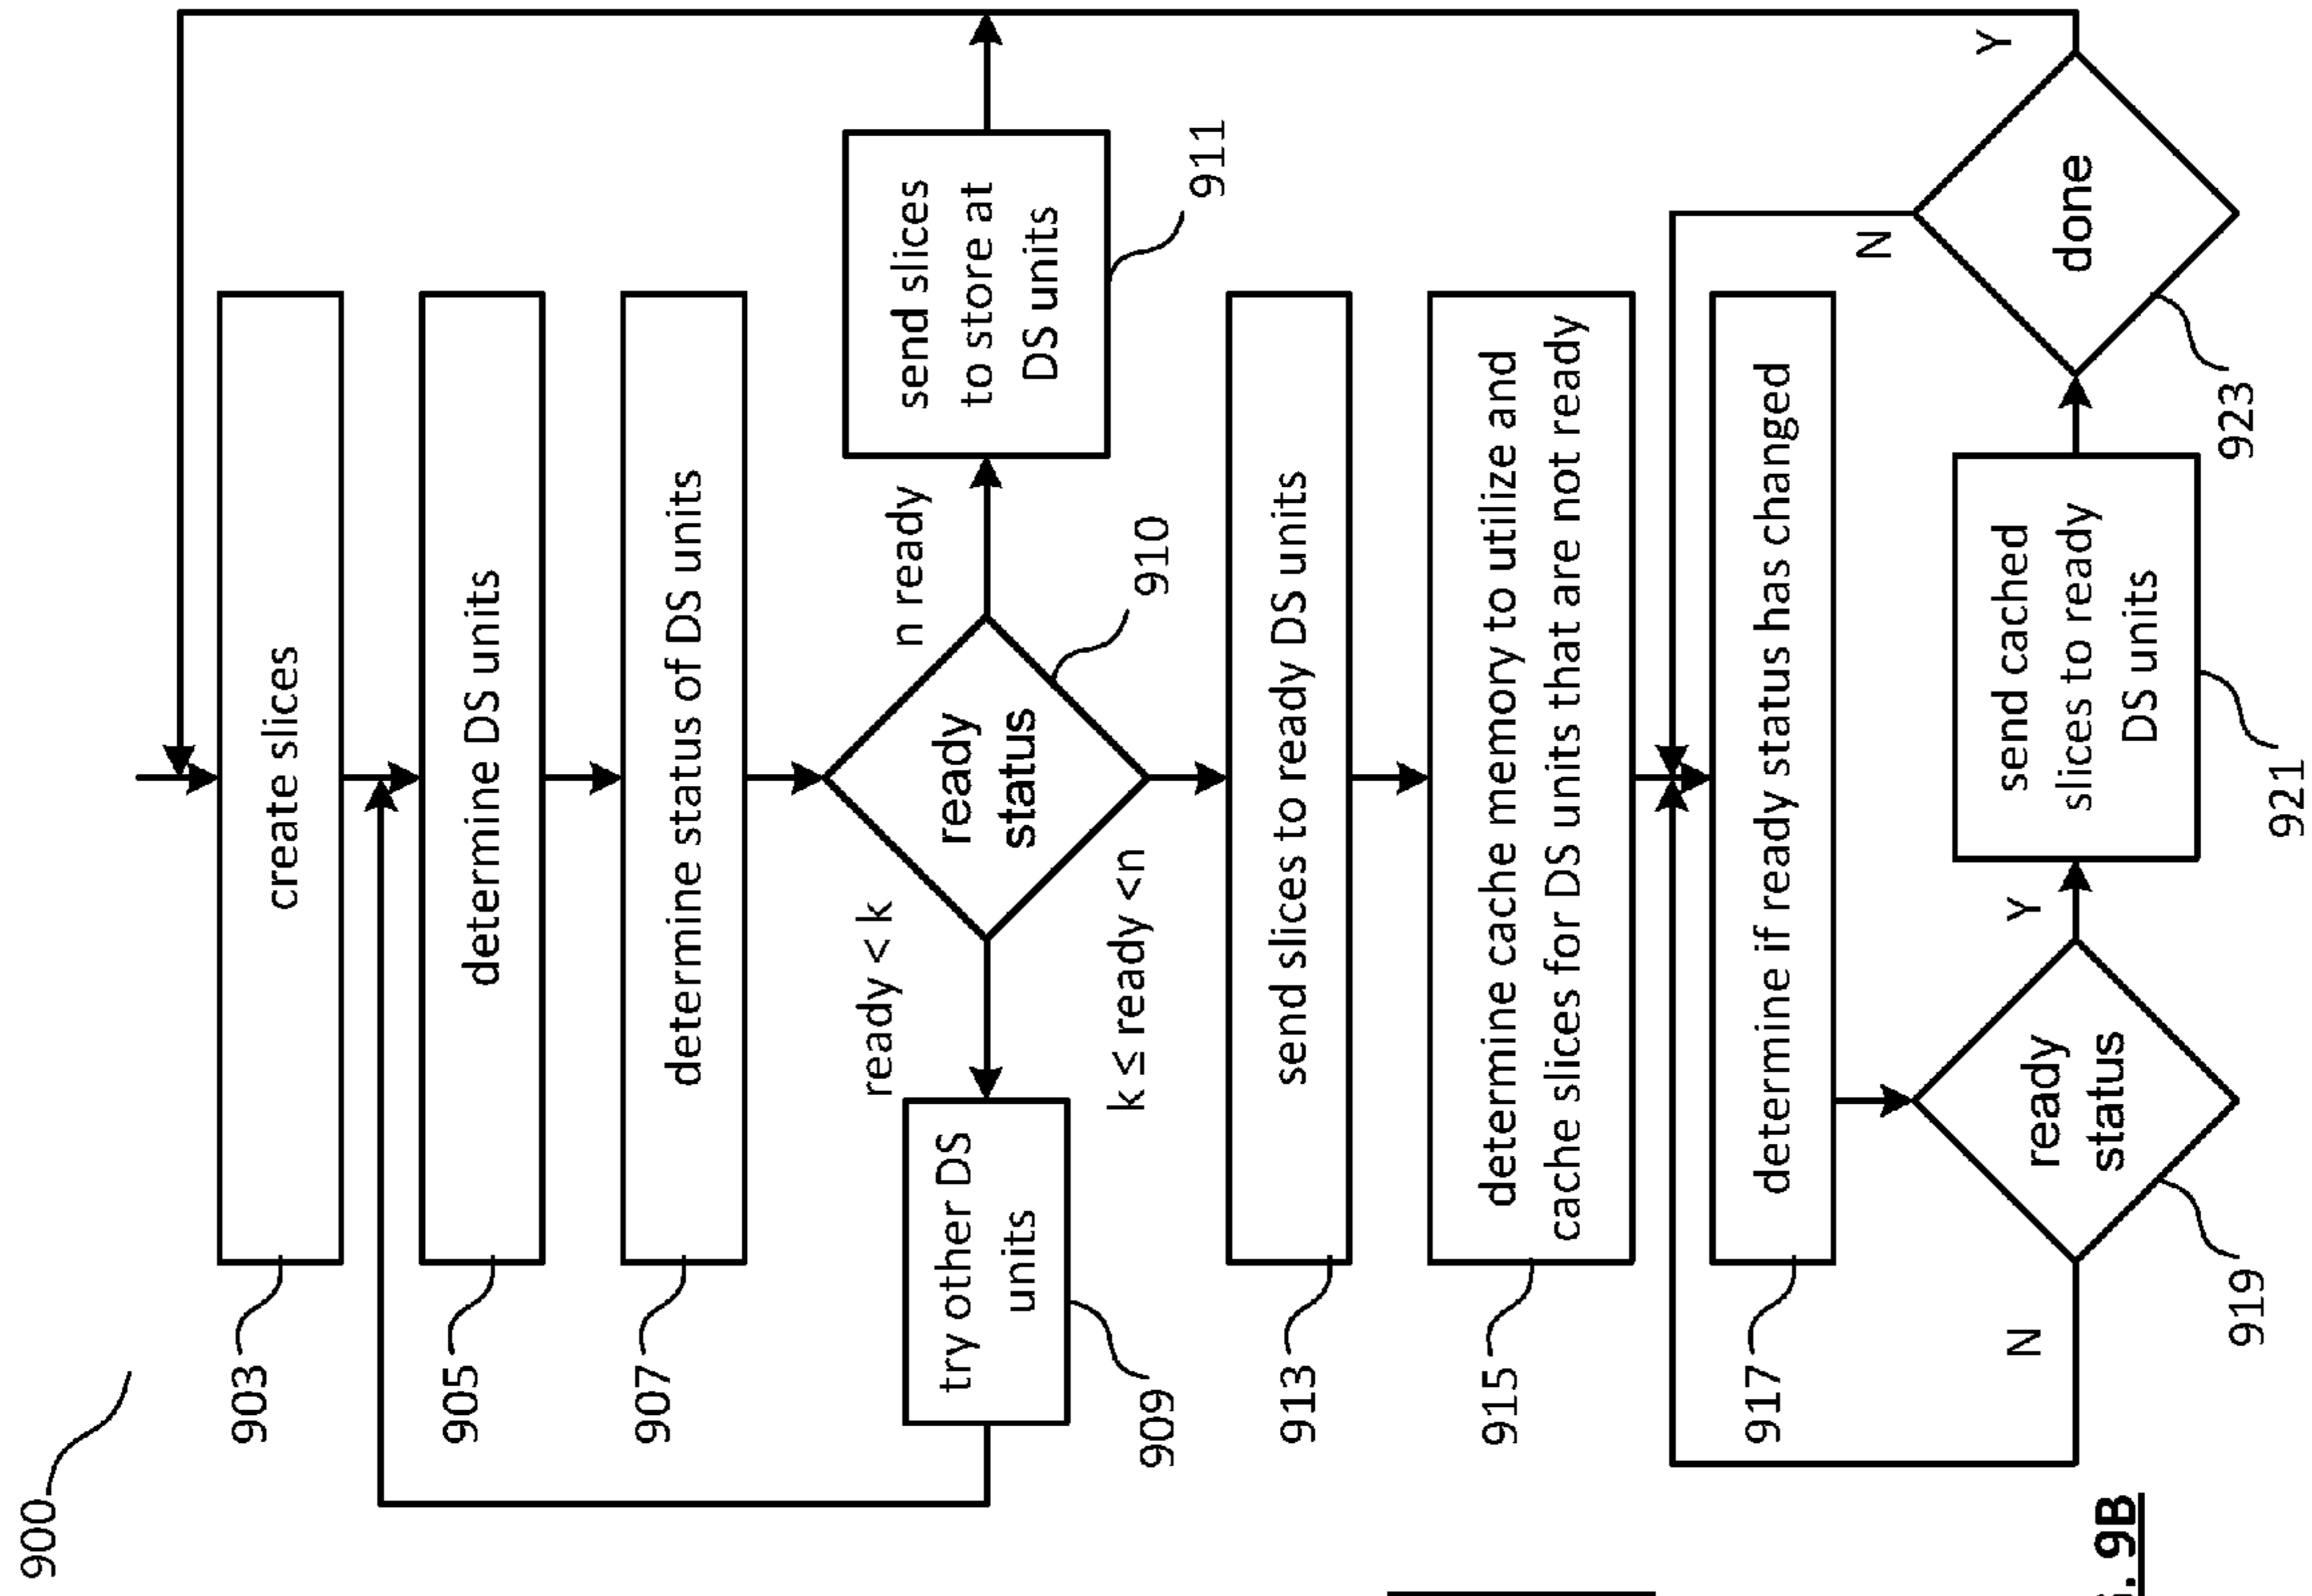 900
903
create slices
905
determine DS units
907
determine status of DS units
ready < k
n ready
try other DS
units
909
ready
status
910
send slices
to store at
DS units
911
k ≤ ready <n
913
send slices to ready DS units
915
determine cache memory to utilize and
cache slices for DS units that are not ready
917
determine if ready status has changed
N
Y
N
Y
ready
status
919
send cached
slices to ready
DS units
921
done
923
. 9B